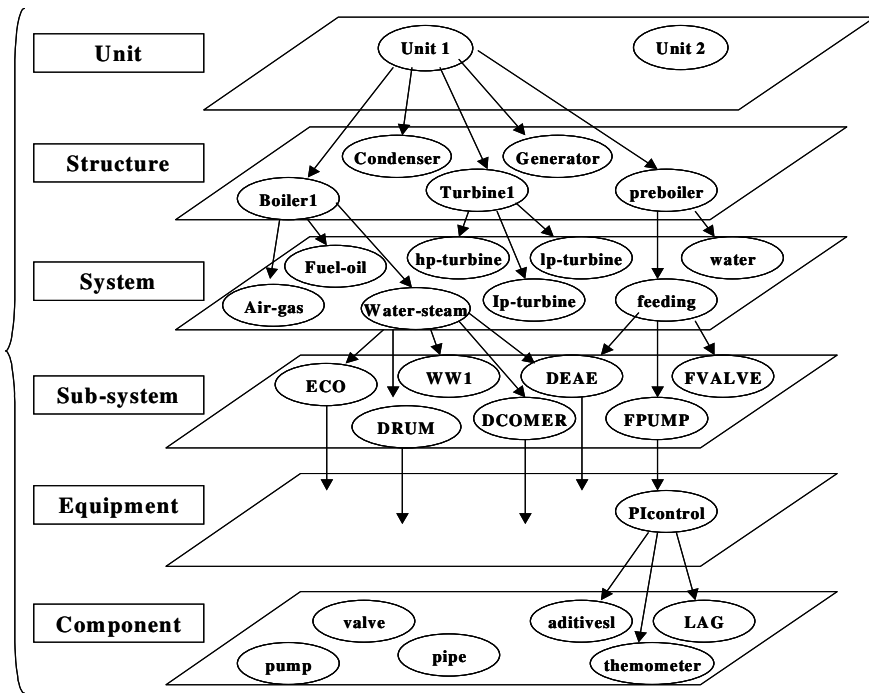 Unit
Unit 1
Unit 2
Structure
Condenser
Generator
Boiler1
Turbine1
preboiler
System
Fuel-oil
hp-turbine
lp-turbine
water
Air-gas
Water-steam
Ip-turbine
feeding
Sub-system
ECO
WW1
DEAE
FVALVE
DRUM
DCOMER
FPUMP
Equipment
PIcontrol
Component
valve
aditivesl
LAG
pump
pipe
themometer